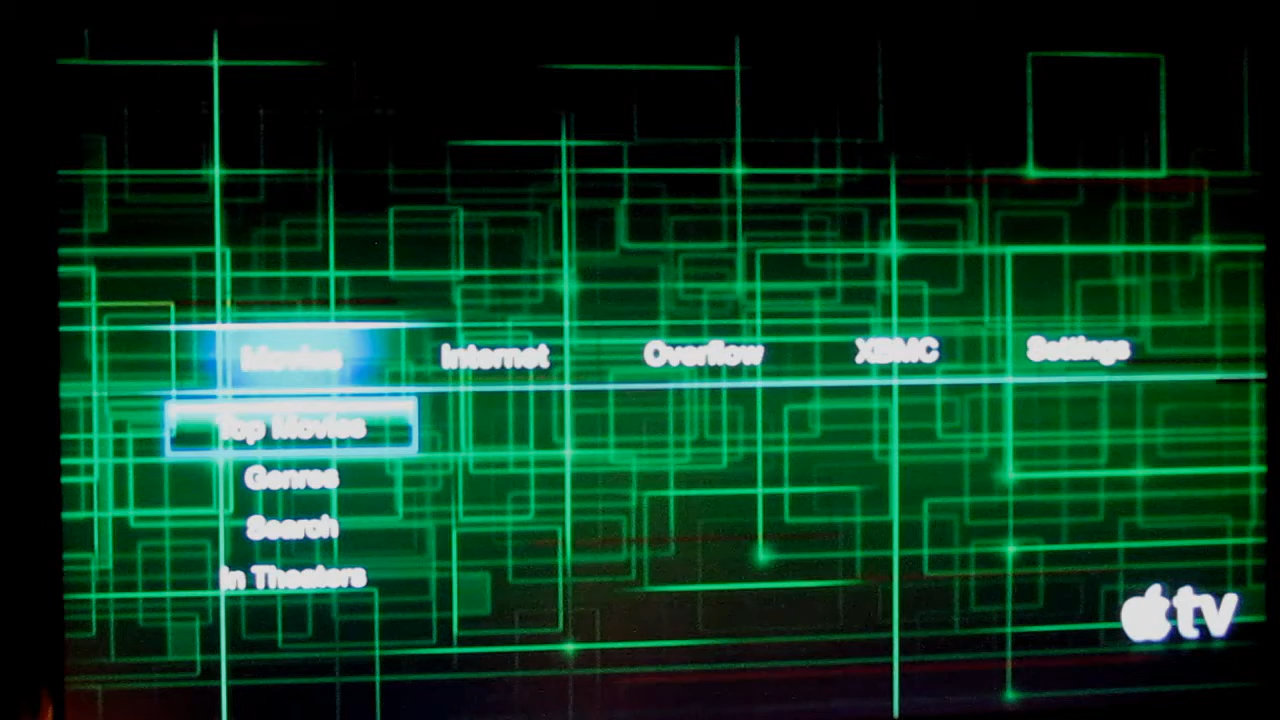 Movies Internet Overflow XBMC Settings
Top Movies
Genres
Search
In Theaters
tv